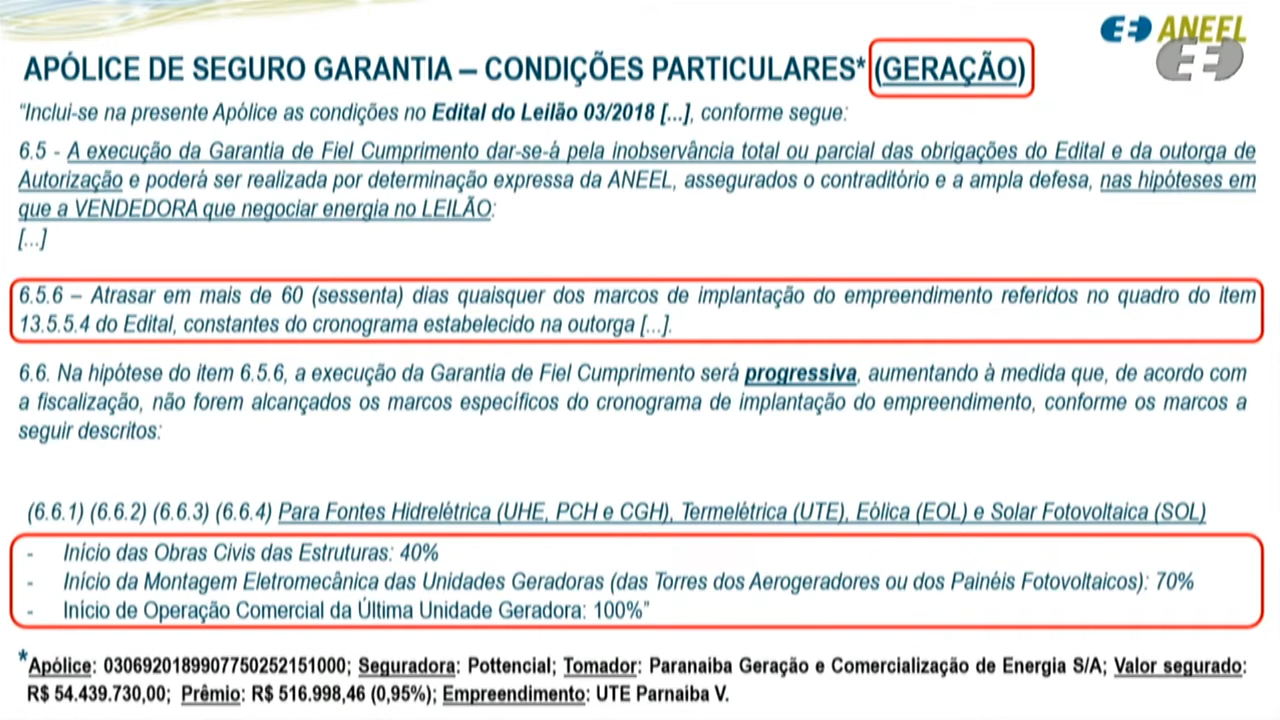 ANEEL
APÓLICE DE SEGURO GARANTIA – CONDIÇÕES PARTICULARES* (GERAÇÃO)
“Inclui-se na presente Apólice as condições no Edital do Leilão 03/2018 [...], conforme segue:
6.5 - A execução da Garantia de Fiel Cumprimento dar-se-á pela inobservância total ou parcial das obrigações do Edital e da outorga de
Autorização e poderá ser realizada por determinação expressa da ANEEL, assegurados o contraditório e a ampla defesa, nas hipóteses em
que a VENDEDORA que negociar energia no LEILÃO:
[...]
6.5.6 – Atrasar em mais de 60 (sessenta) dias quaisquer dos marcos de implantação do empreendimento referidos no quadro do item
13.5.5.4 do Edital, constantes do cronograma estabelecido na outorga [...].
6.6. Na hipótese do item 6.5.6, a execução da Garantia de Fiel Cumprimento será progressiva, aumentando à medida que, de acordo com
a fiscalização, não forem alcançados os marcos específicos do cronograma de implantação do empreendimento, conforme os marcos a
seguir descritos:
(6.6.1) (6.6.2) (6.6.3) (6.6.4) Para Fontes Hidrelétrica (UHE, PCH e CGH), Termelétrica (UTE), Eólica (EOL) e Solar Fotovoltaica (SOL)
- Início das Obras Civis das Estruturas: 40%
- Início da Montagem Eletromecânica das Unidades Geradoras (das Torres dos Aerogeradores ou dos Painéis Fotovoltaicos): 70%
- Início de Operação Comercial da Última Unidade Geradora: 100%”
*Apólice: 0306920189907750252151000; Seguradora: Pottencial; Tomador: Paranaiba Geração e Comercialização de Energia S/A; Valor segurado:
R$ 54.439.730,00; Prêmio: R$ 516.998,46 (0,95%); Empreendimento: UTE Parnaiba V.